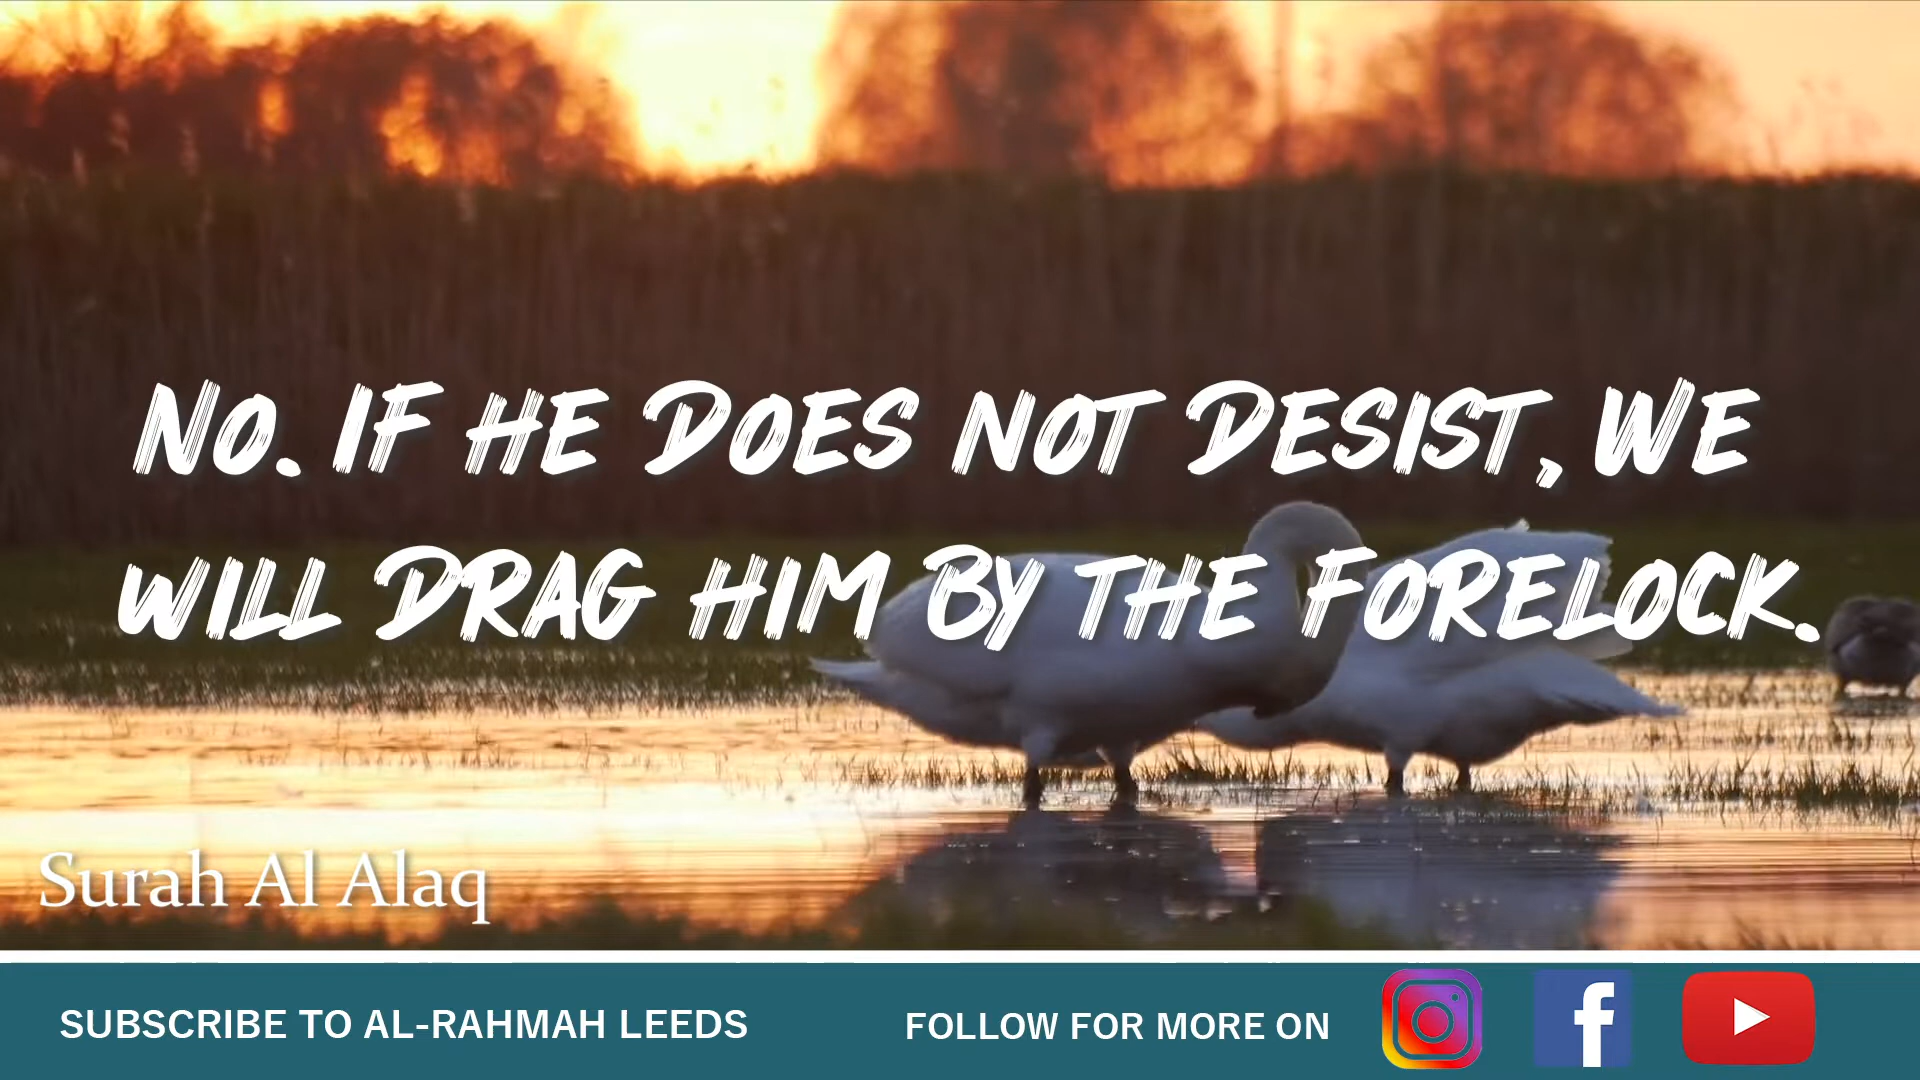 No. If he Does not Desist, We
will Drag him By the Forelock.
Surah Al Alaq
SUBSCRIBE TO AL-RAHMAH LEEDS
FOLLOW FOR MORE ON